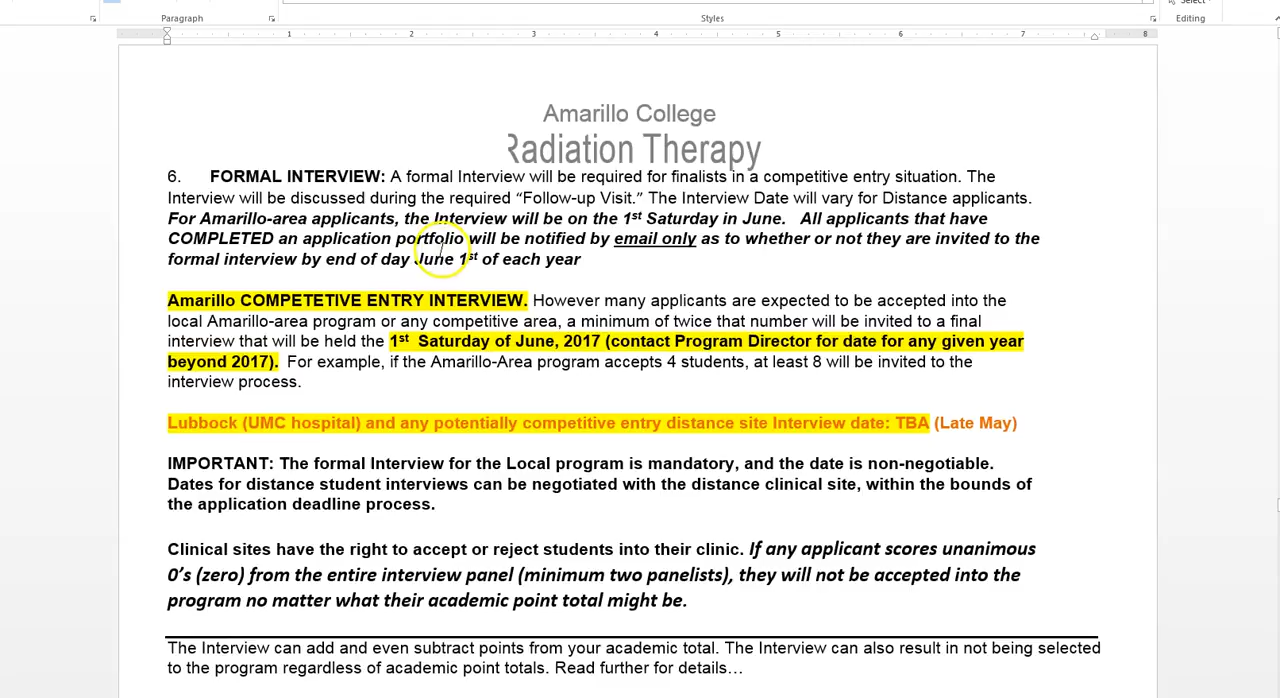 Select
Paragraph
Styles
Editing
1 2 3 4 5 6 7 8
Amarillo College
Radiation Therapy
6. FORMAL INTERVIEW: A formal Interview will be required for finalists in a competitive entry situation. The
Interview will be discussed during the required “Follow-up Visit.” The Interview Date will vary for Distance applicants.
For Amarillo-area applicants, the Interview will be on the 1st Saturday in June. All applicants that have
COMPLETED an application portfolio will be notified by email only as to whether or not they are invited to the
formal interview by end of day June 1st of each year
Amarillo COMPETETIVE ENTRY INTERVIEW. However many applicants are expected to be accepted into the
local Amarillo-area program or any competitive area, a minimum of twice that number will be invited to a final
interview that will be held the 1st Saturday of June, 2017 (contact Program Director for date for any given year
beyond 2017). For example, if the Amarillo-Area program accepts 4 students, at least 8 will be invited to the
interview process.
Lubbock (UMC hospital) and any potentially competitive entry distance site Interview date: TBA (Late May)
IMPORTANT: The formal Interview for the Local program is mandatory, and the date is non-negotiable.
Dates for distance student interviews can be negotiated with the distance clinical site, within the bounds of
the application deadline process.
Clinical sites have the right to accept or reject students into their clinic. If any applicant scores unanimous
0’s (zero) from the entire interview panel (minimum two panelists), they will not be accepted into the
program no matter what their academic point total might be.
The Interview can add and even subtract points from your academic total. The Interview can also result in not being selected
to the program regardless of academic point totals. Read further for details…